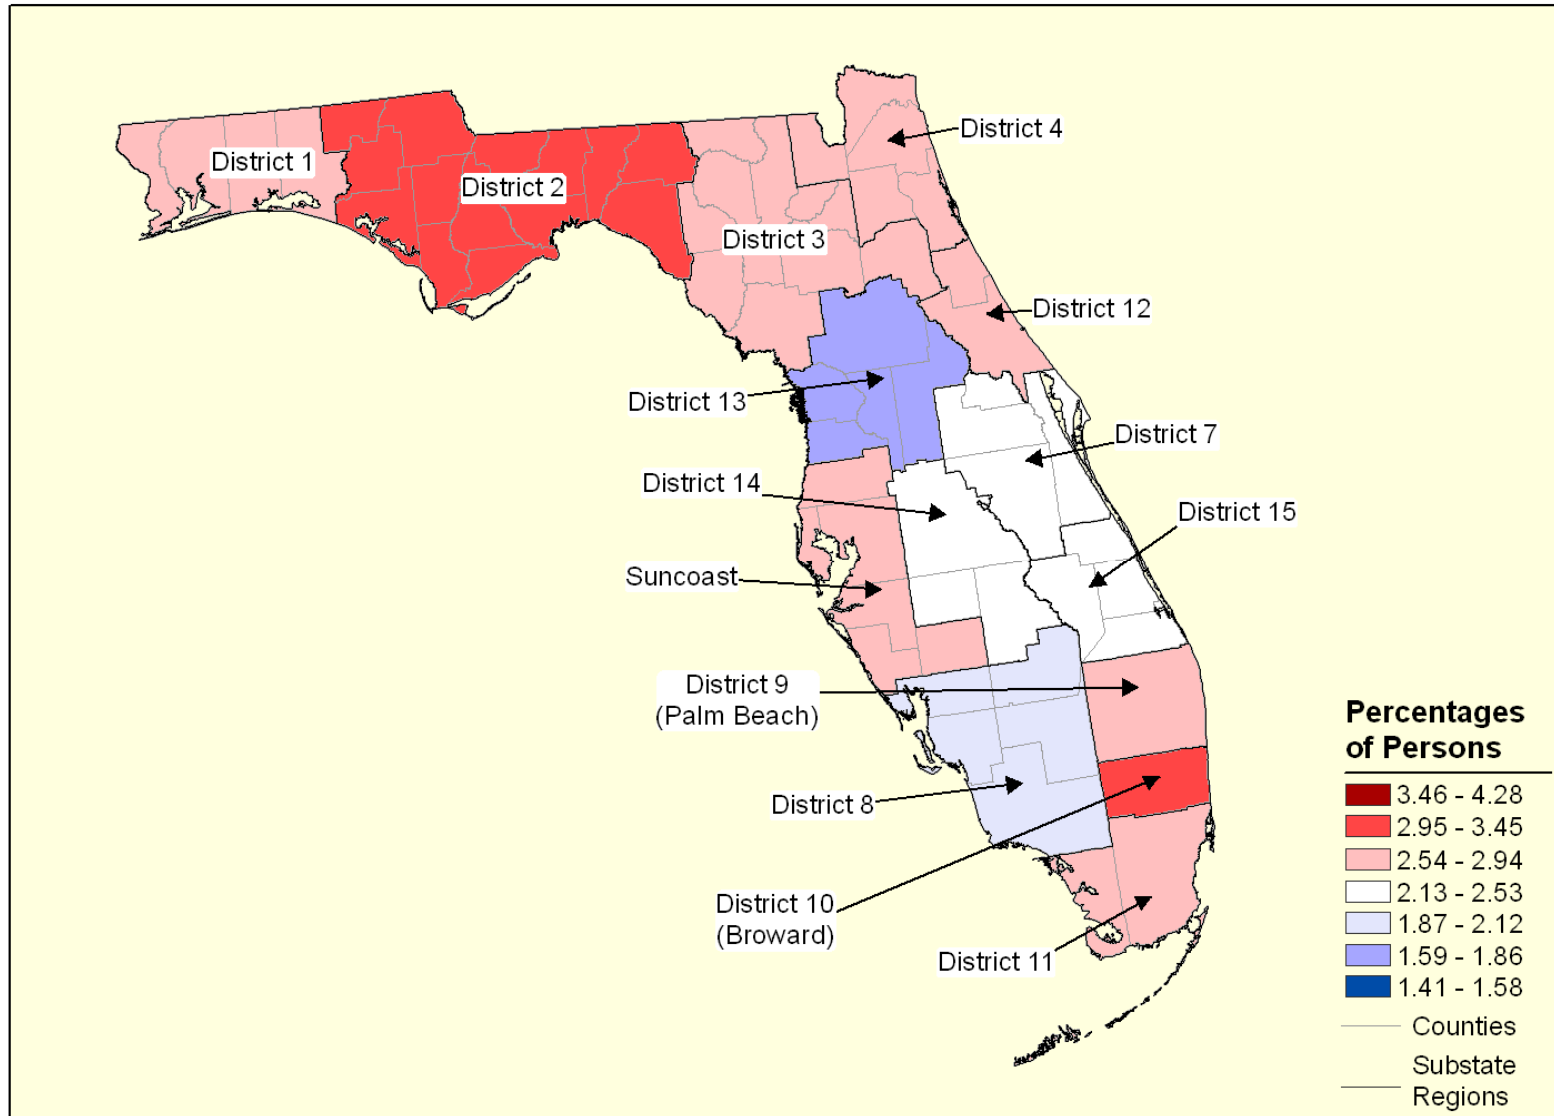 District 4
District 1
District 2
District 3
District 12
District 13
District 7
District 14
District 15
Suncoast
District 9
(Palm Beach)
District 8
District 10
(Broward)
District 11
Percentages
of Persons
3.46 - 4.28
2.95 - 3.45
2.54 - 2.94
2.13 - 2.53
1.87 - 2.12
1.59 - 1.86
1.41 - 1.58
Counties
Substate
Regions